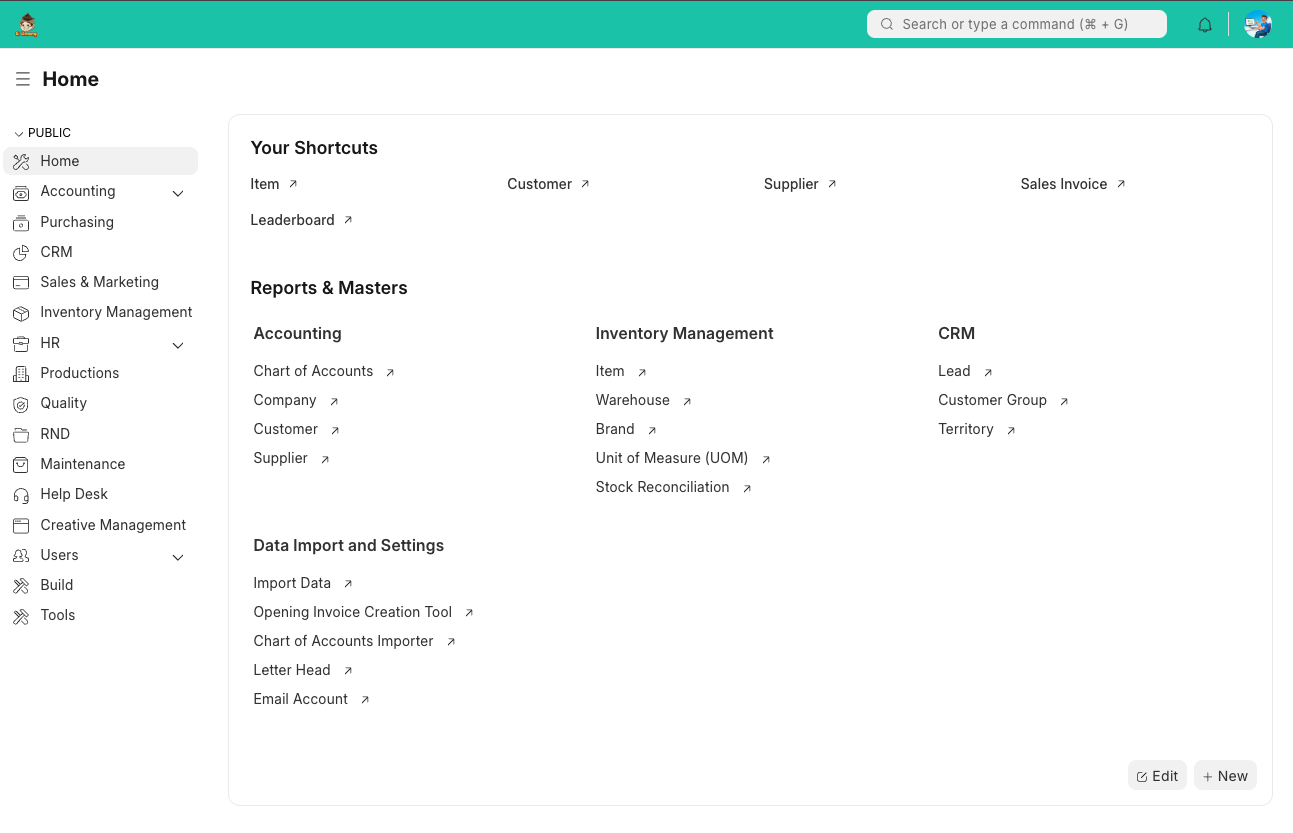 Search or type a command (⌘ + G)
Home
PUBLIC
Home
Accounting
Purchasing
CRM
Sales & Marketing
Inventory Management
HR
Productions
Quality
RND
Maintenance
Help Desk
Creative Management
Users
Build
Tools
Your Shortcuts
Item
Customer
Supplier
Sales Invoice
Leaderboard
Reports & Masters
Accounting
Chart of Accounts
Company
Customer
Supplier
Inventory Management
Item
Warehouse
Brand
Unit of Measure (UOM)
Stock Reconciliation
CRM
Lead
Customer Group
Territory
Data Import and Settings
Import Data
Opening Invoice Creation Tool
Chart of Accounts Importer
Letter Head
Email Account
Edit
+ New